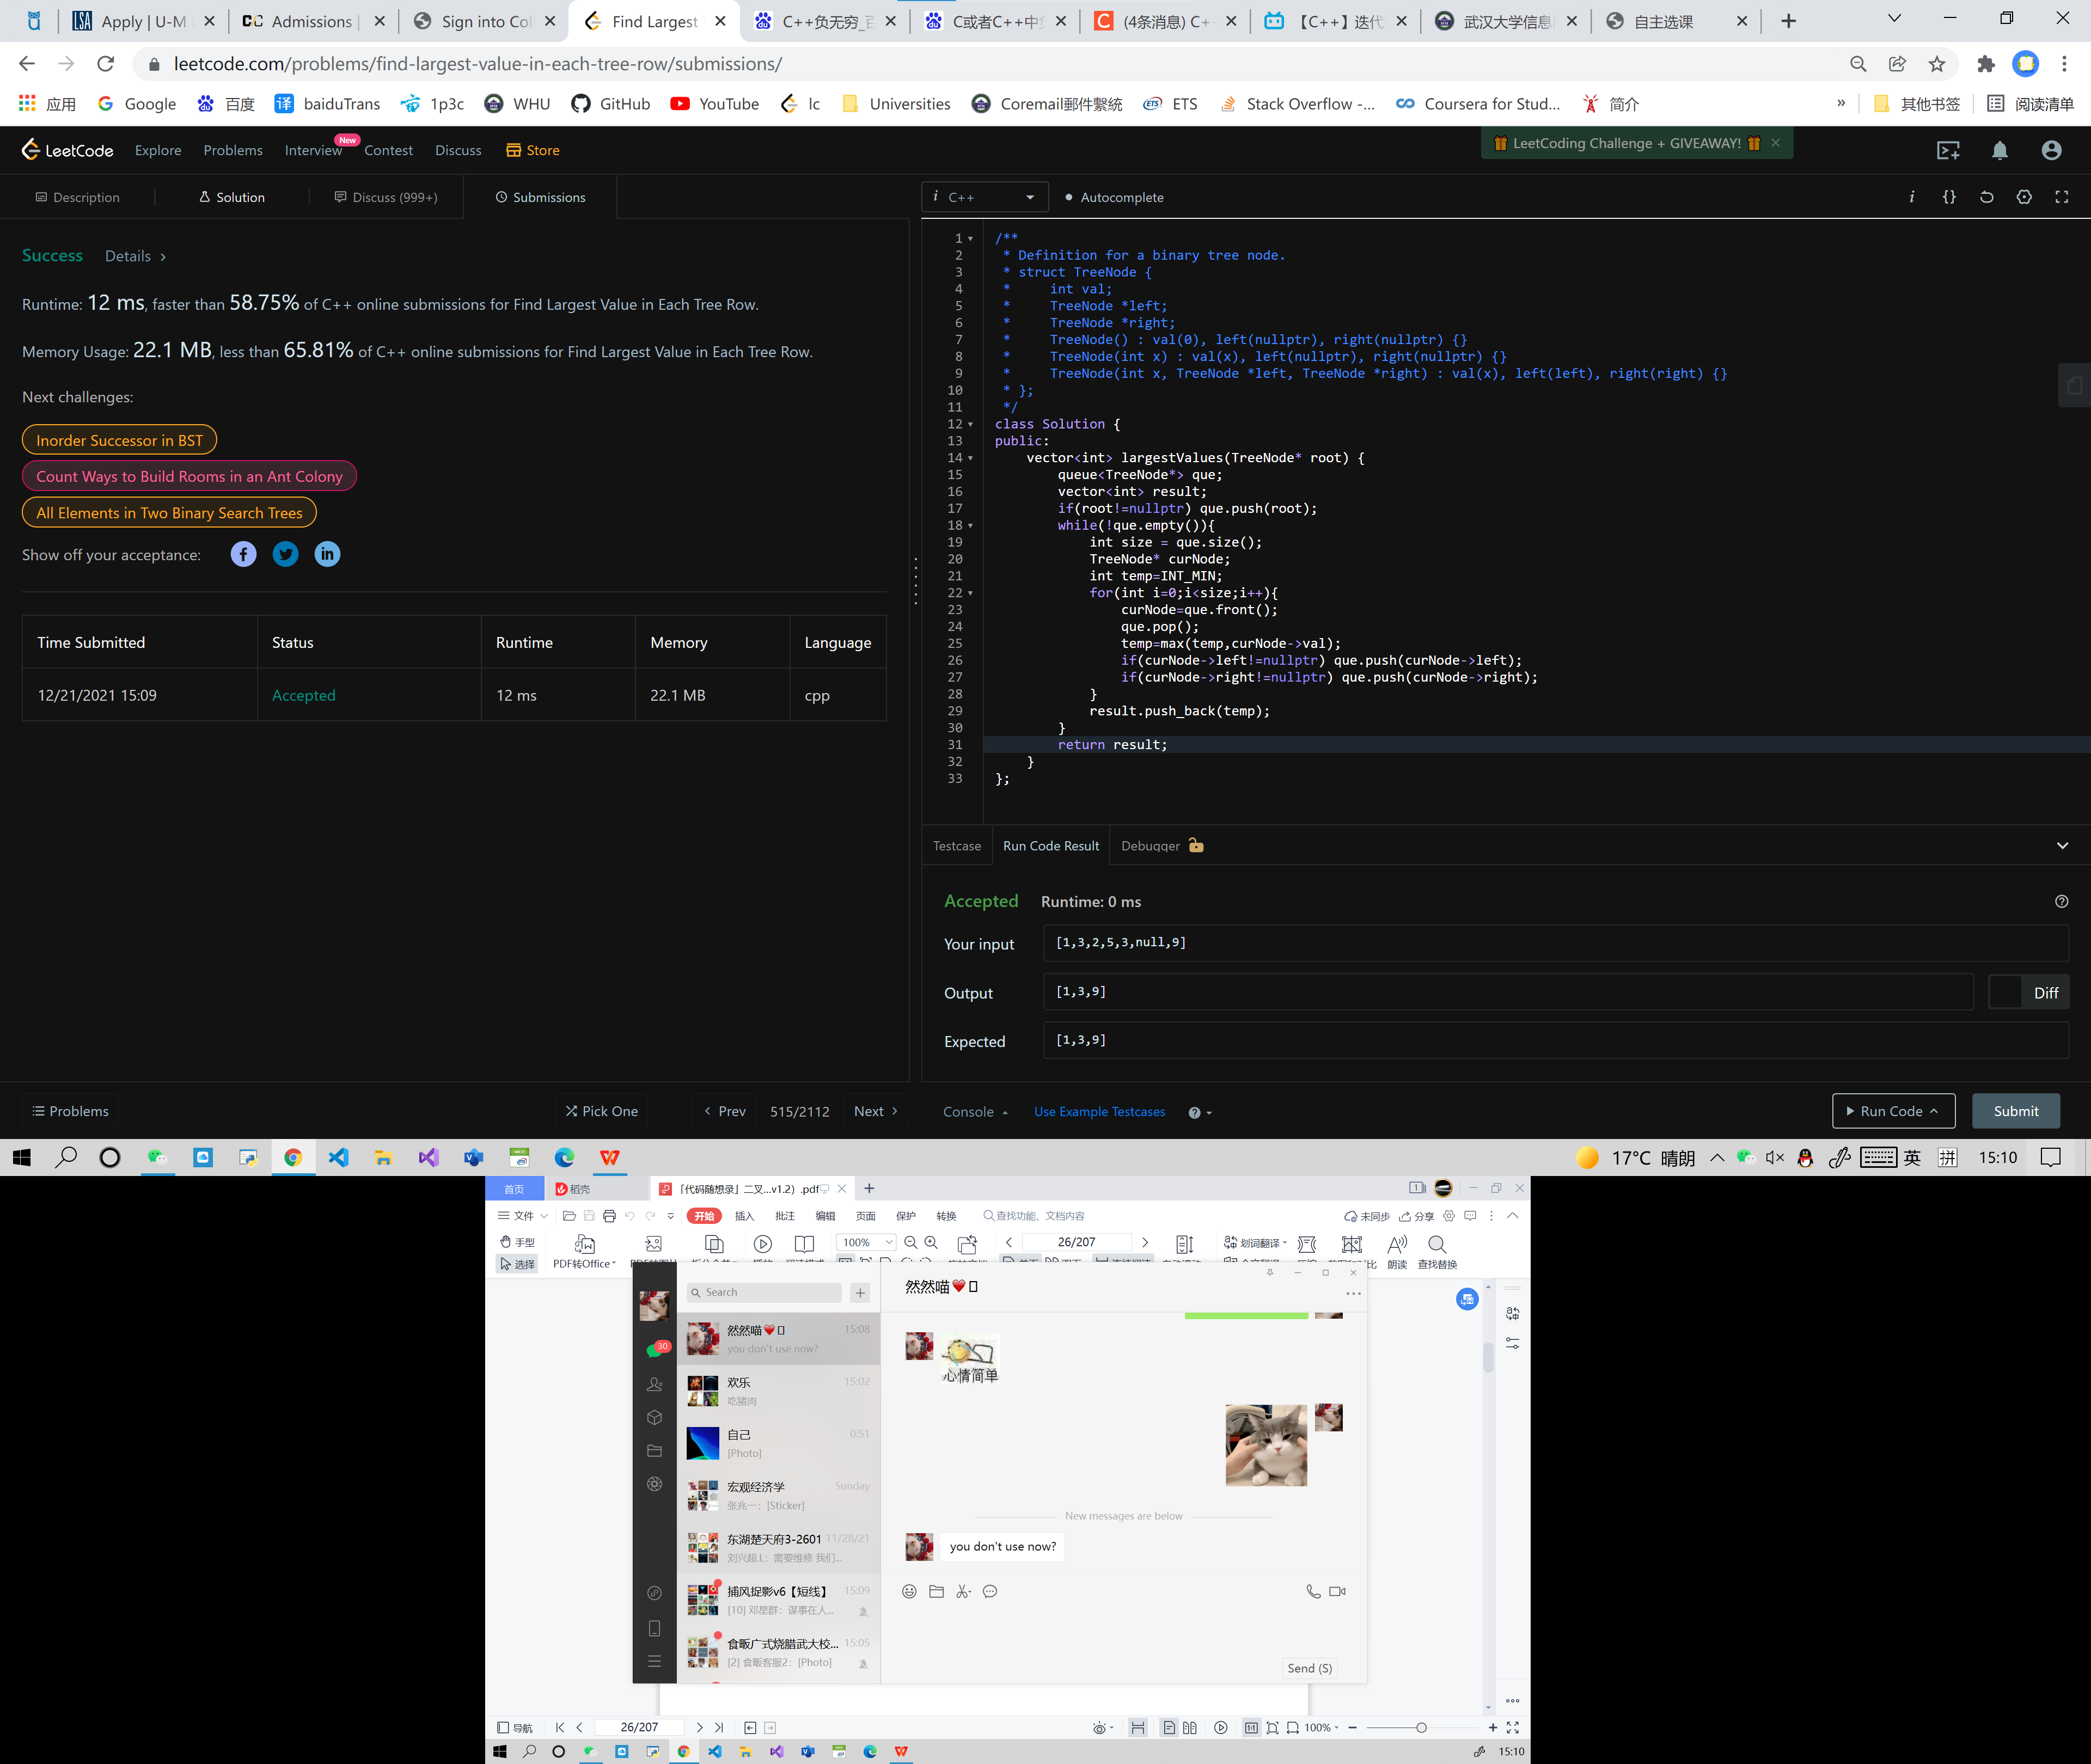 Apply | U-M
Admissions |
Sign into Col
Find Largest
C++负无穷_百
C或者C++中
(4条消息) C+
【C++】迭代
武汉大学信息
自主选课
leetcode.com/problems/find-largest-value-in-each-tree-row/submissions/
应用
Google
百度
译 baiduTrans
1p3c
WHU
GitHub
YouTube
lc
Universities
Coremail郵件繫統
ETS
Stack Overflow -...
Coursera for Stud...
简介
»
其他书签
阅读清单
LeetCode
Explore
Problems
Interview
New
Contest
Discuss
Store
LeetCoding Challenge + GIVEAWAY!
Description
Solution
Discuss (999+)
Submissions
i C++
Autocomplete
Success
Details >
Runtime: 12 ms, faster than 58.75% of C++ online submissions for Find Largest Value in Each Tree Row.
Memory Usage: 22.1 MB, less than 65.81% of C++ online submissions for Find Largest Value in Each Tree Row.
Next challenges:
Inorder Successor in BST
Count Ways to Build Rooms in an Ant Colony
All Elements in Two Binary Search Trees
Show off your acceptance:
Time Submitted Status Runtime Memory Language
12/21/2021 15:09 Accepted 12 ms 22.1 MB cpp
1 /**
2 * Definition for a binary tree node.
3 * struct TreeNode {
4 *     int val;
5 *     TreeNode *left;
6 *     TreeNode *right;
7 *     TreeNode() : val(0), left(nullptr), right(nullptr) {}
8 *     TreeNode(int x) : val(x), left(nullptr), right(nullptr) {}
9 *     TreeNode(int x, TreeNode *left, TreeNode *right) : val(x), left(left), right(right) {}
10 * };
11 */
12 class Solution {
13 public:
14     vector<int> largestValues(TreeNode* root) {
15         queue<TreeNode*> que;
16         vector<int> result;
17         if(root!=nullptr) que.push(root);
18         while(!que.empty()){
19             int size = que.size();
20             TreeNode* curNode;
21             int temp=INT_MIN;
22             for(int i=0;i<size;i++){
23                 curNode=que.front();
24                 que.pop();
25                 temp=max(temp,curNode->val);
26                 if(curNode->left!=nullptr) que.push(curNode->left);
27                 if(curNode->right!=nullptr) que.push(curNode->right);
28             }
29             result.push_back(temp);
30         }
31         return result;
32     }
33 };
Testcase
Run Code Result
Debugger
Accepted
Runtime: 0 ms
Your input
[1,3,2,5,3,null,9]
Output
[1,3,9]
Diff
Expected
[1,3,9]
Problems
Pick One
Prev
515/2112
Next
Console
Use Example Testcases
Run Code
Submit
17°C 晴朗
英
拼
15:10
首页
稻壳
「代码随想录」二叉...v1.2）.pdf
文件
开始
插入
批注
编辑
页面
保护
转换
查找功能、文档内容
未同步
分享
手型
选择
PDF转Office
100%
26/207
划词翻译
朗读
查找替换
Search
然然喵❤️ 15:08
you don't use now?
欢乐 15:02
吃猪肉
自己 0:51
[Photo]
宏观经济学 Sunday
张兆一：[Sticker]
东湖楚天府3-2601 11/28/21
刘兴超L：需要维修 我们...
捕风捉影v6【短线】 15:09
[10] 邓星群：谋事在人...
食畈广式烧腊武大校... 15:05
[2] 食畈客服2：[Photo]
30
然然喵❤️
心情简单
New messages are below
you don't use now?
Send (S)
导航
26/207
100%
15:10